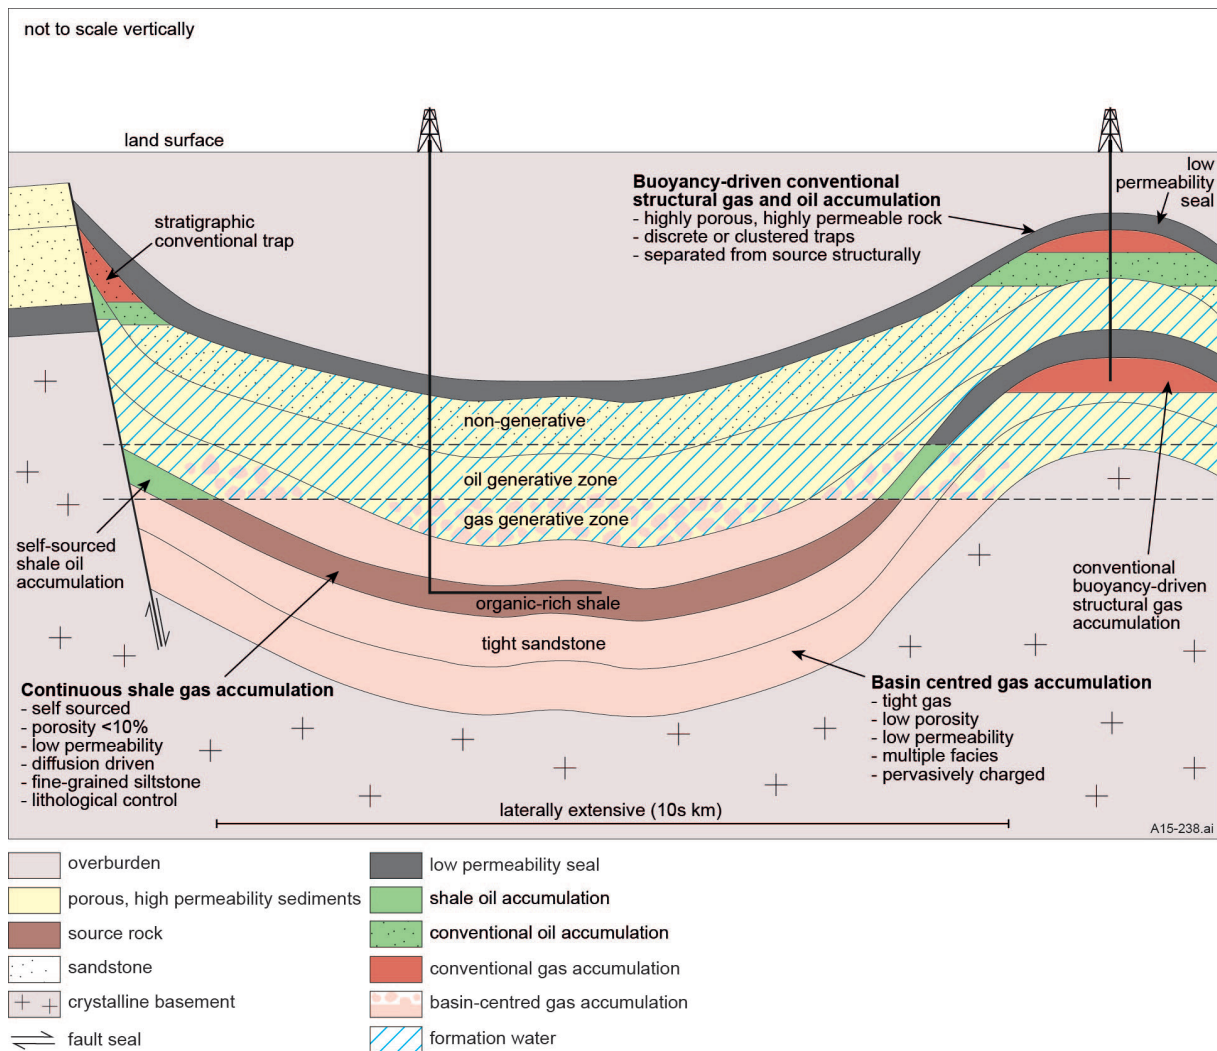 not to scale vertically
land surface
stratigraphic
conventional trap
Buoyancy-driven conventional
structural gas and oil accumulation
- highly porous, highly permeable rock
- discrete or clustered traps
- separated from source structurally
low
permeability
seal
non-generative
oil generative zone
gas generative zone
self-sourced
shale oil
accumulation
organic-rich shale
tight sandstone
conventional
buoyancy-driven
structural gas
accumulation
Continuous shale gas accumulation
- self sourced
- porosity <10%
- low permeability
- diffusion driven
- fine-grained siltstone
- lithological control
Basin centred gas accumulation
- tight gas
- low porosity
- low permeability
- multiple facies
- pervasively charged
laterally extensive (10s km)
A15-238.ai
overburden
porous, high permeability sediments
source rock
sandstone
crystalline basement
fault seal
low permeability seal
shale oil accumulation
conventional oil accumulation
conventional gas accumulation
basin-centred gas accumulation
formation water